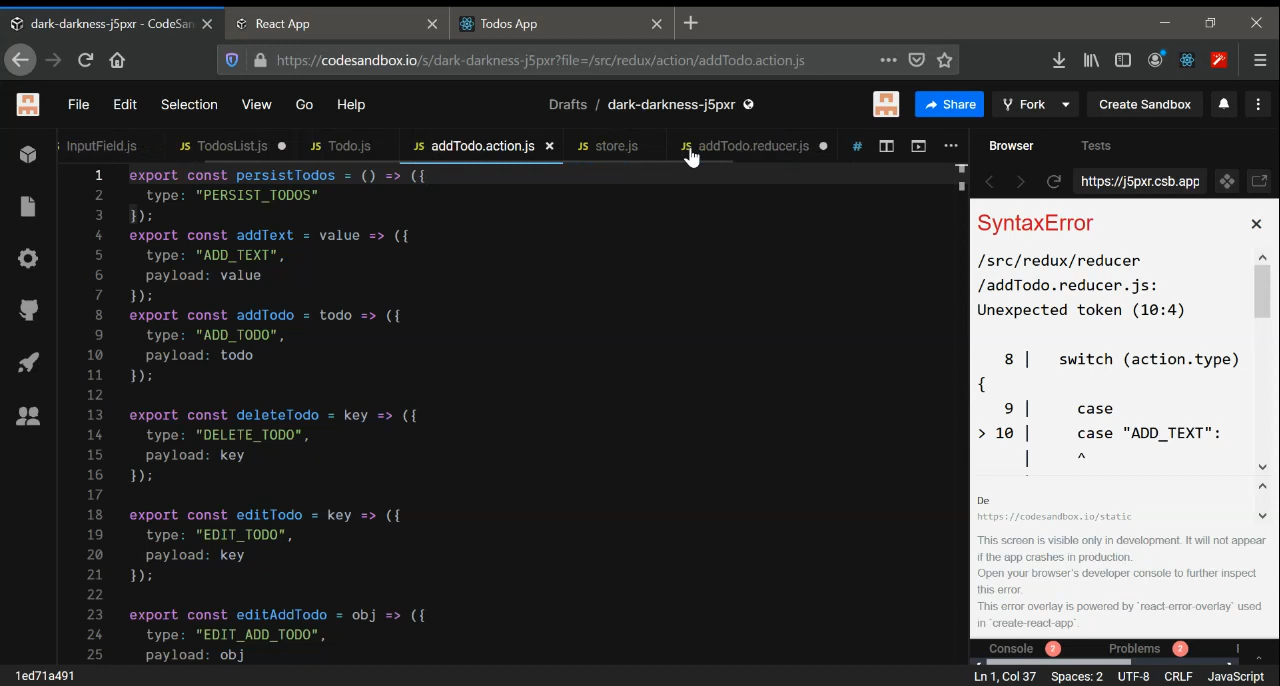 dark-darkness-j5pxr - CodeSan
React App
Todos App
https://codesandbox.io/s/dark-darkness-j5pxr?file=/src/redux/action/addTodo.action.js
File Edit Selection View Go Help
Drafts / dark-darkness-j5pxr
Share
Fork
Create Sandbox
InputField.js
JS TodosList.js
JS Todo.js
JS addTodo.action.js
JS store.js
JS addTodo.reducer.js
Browser
Tests
https://j5pxr.csb.app
1 export const persistTodos = () => ({
2 type: "PERSIST_TODOS"
3 });
4 export const addText = value => ({
5 type: "ADD_TEXT",
6 payload: value
7 });
8 export const addTodo = todo => ({
9 type: "ADD_TODO",
10 payload: todo
11 });
12
13 export const deleteTodo = key => ({
14 type: "DELETE_TODO",
15 payload: key
16 });
17
18 export const editTodo = key => ({
19 type: "EDIT_TODO",
20 payload: key
21 });
22
23 export const editAddTodo = obj => ({
24 type: "EDIT_ADD_TODO",
25 payload: obj
SyntaxError
/src/redux/reducer
/addTodo.reducer.js:
Unexpected token (10:4)
8 | switch (action.type)
{
9 | case
> 10 | case "ADD_TEXT":
| ^
De
https://codesandbox.io/static
This screen is visible only in development. It will not appear
if the app crashes in production.
Open your browser's developer console to further inspect
this error.
This error overlay is powered by `react-error-overlay` used
in `create-react-app`.
Console 2
Problems 2
1ed71a491
Ln 1, Col 37 Spaces: 2 UTF-8 CRLF JavaScript